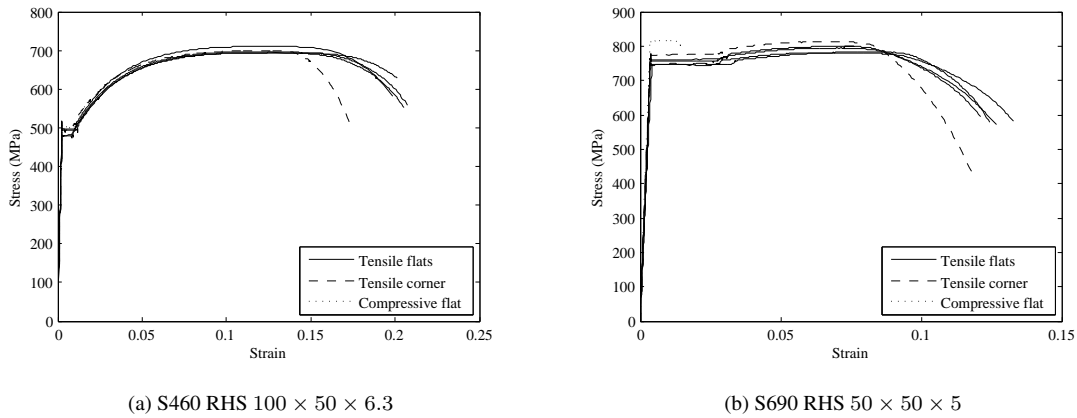 800
700
600
500
400
300
200
100
0
0
0.05
0.1
0.15
0.2
0.25
Stress (MPa)
Strain
Tensile flats
Tensile corner
Compressive flat
(a) S460 RHS 100 × 50 × 6.3
900
800
700
600
500
400
300
200
100
0
0
0.05
0.1
0.15
Stress (MPa)
Strain
Tensile flats
Tensile corner
Compressive flat
(b) S690 RHS 50 × 50 × 5